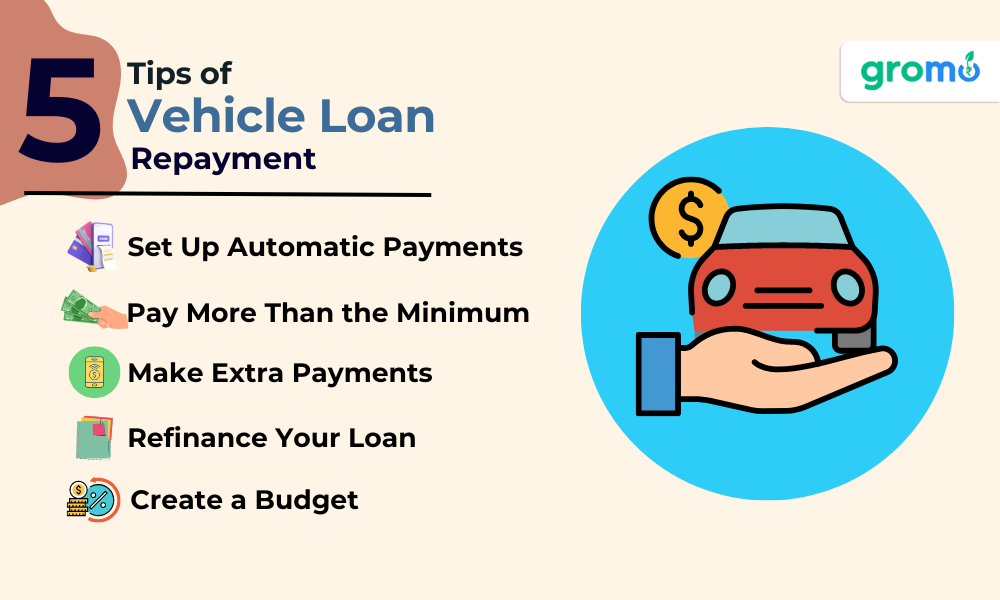 5
Tips of
Vehicle Loan
Repayment
gromo
Set Up Automatic Payments
Pay More Than the Minimum
Make Extra Payments
Refinance Your Loan
Create a Budget